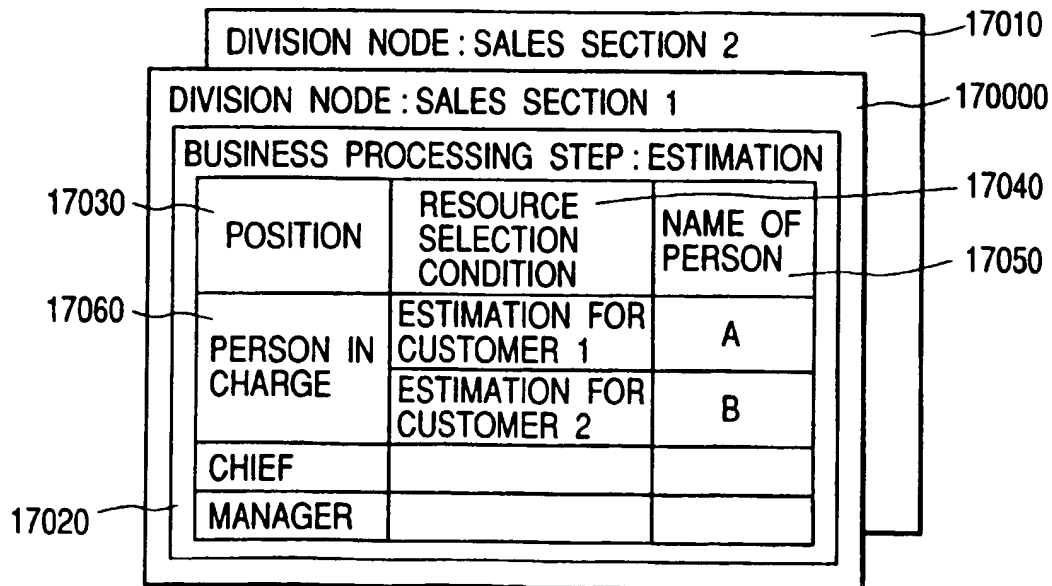 DIVISION NODE : SALES SECTION 2
17010
DIVISION NODE : SALES SECTION 1
170000
BUSINESS PROCESSING STEP : ESTIMATION
17030
POSITION
RESOURCE
SELECTION
CONDITION
17040
NAME OF
PERSON
17050
17060
PERSON IN
CHARGE
ESTIMATION FOR
CUSTOMER 1
A
ESTIMATION FOR
CUSTOMER 2
B
CHIEF
MANAGER
17020